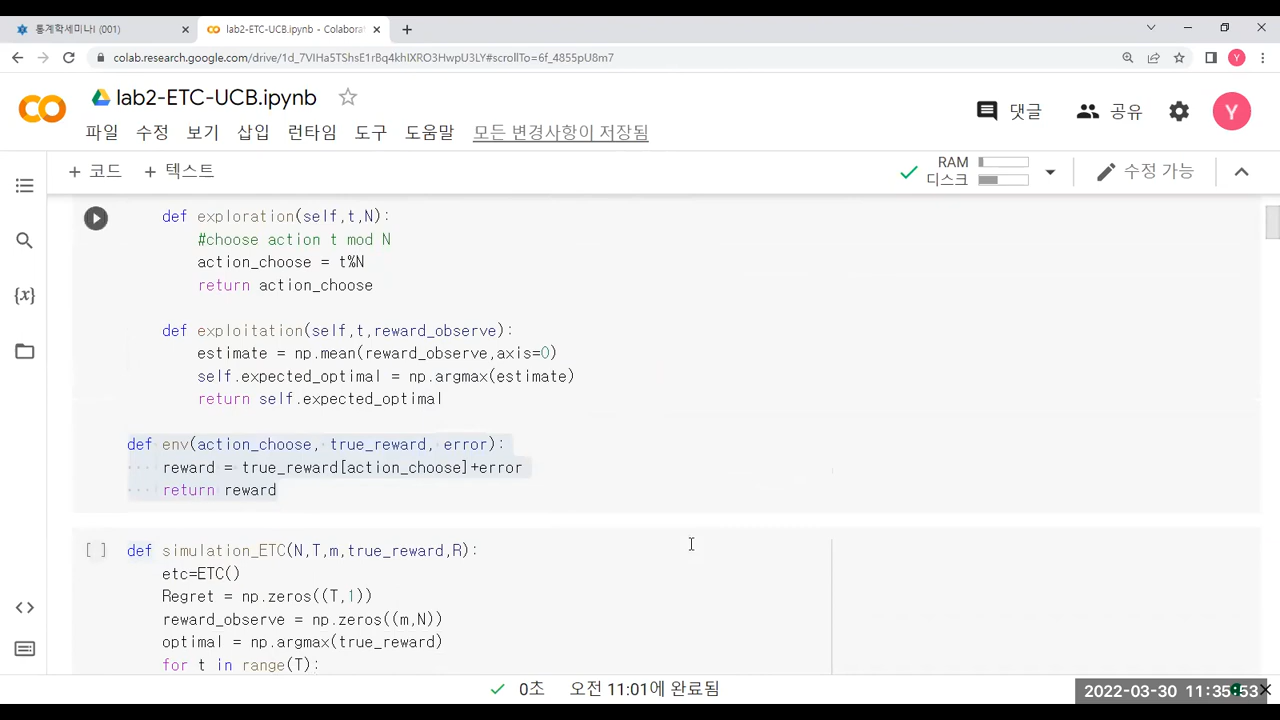 통계학세미나I (001)
lab2-ETC-UCB.ipynb - Colaborat
colab.research.google.com/drive/1d_7VIHa5TShsE1rBq4khIXRO3HwpU3LY#scrollTo=6f_4855pU8m7
Y
lab2-ETC-UCB.ipynb
파일 수정 보기 삽입 런타임 도구 도움말 모든 변경사항이 저장됨
댓글 공유 Y
+ 코드 + 텍스트
RAM
디스크
수정 가능
{x}
def exploration(self,t,N):
#choose action t mod N
action_choose = t%N
return action_choose
def exploitation(self,t,reward_observe):
estimate = np.mean(reward_observe,axis=0)
self.expected_optimal = np.argmax(estimate)
return self.expected_optimal
def env(action_choose, true_reward, error):
reward = true_reward[action_choose]+error
return reward
[ ] def simulation_ETC(N,T,m,true_reward,R):
etc=ETC()
Regret = np.zeros((T,1))
reward_observe = np.zeros((m,N))
optimal = np.argmax(true_reward)
for t in range(T):
0초 오전 11:01에 완료됨
2022-03-30 11:35:53